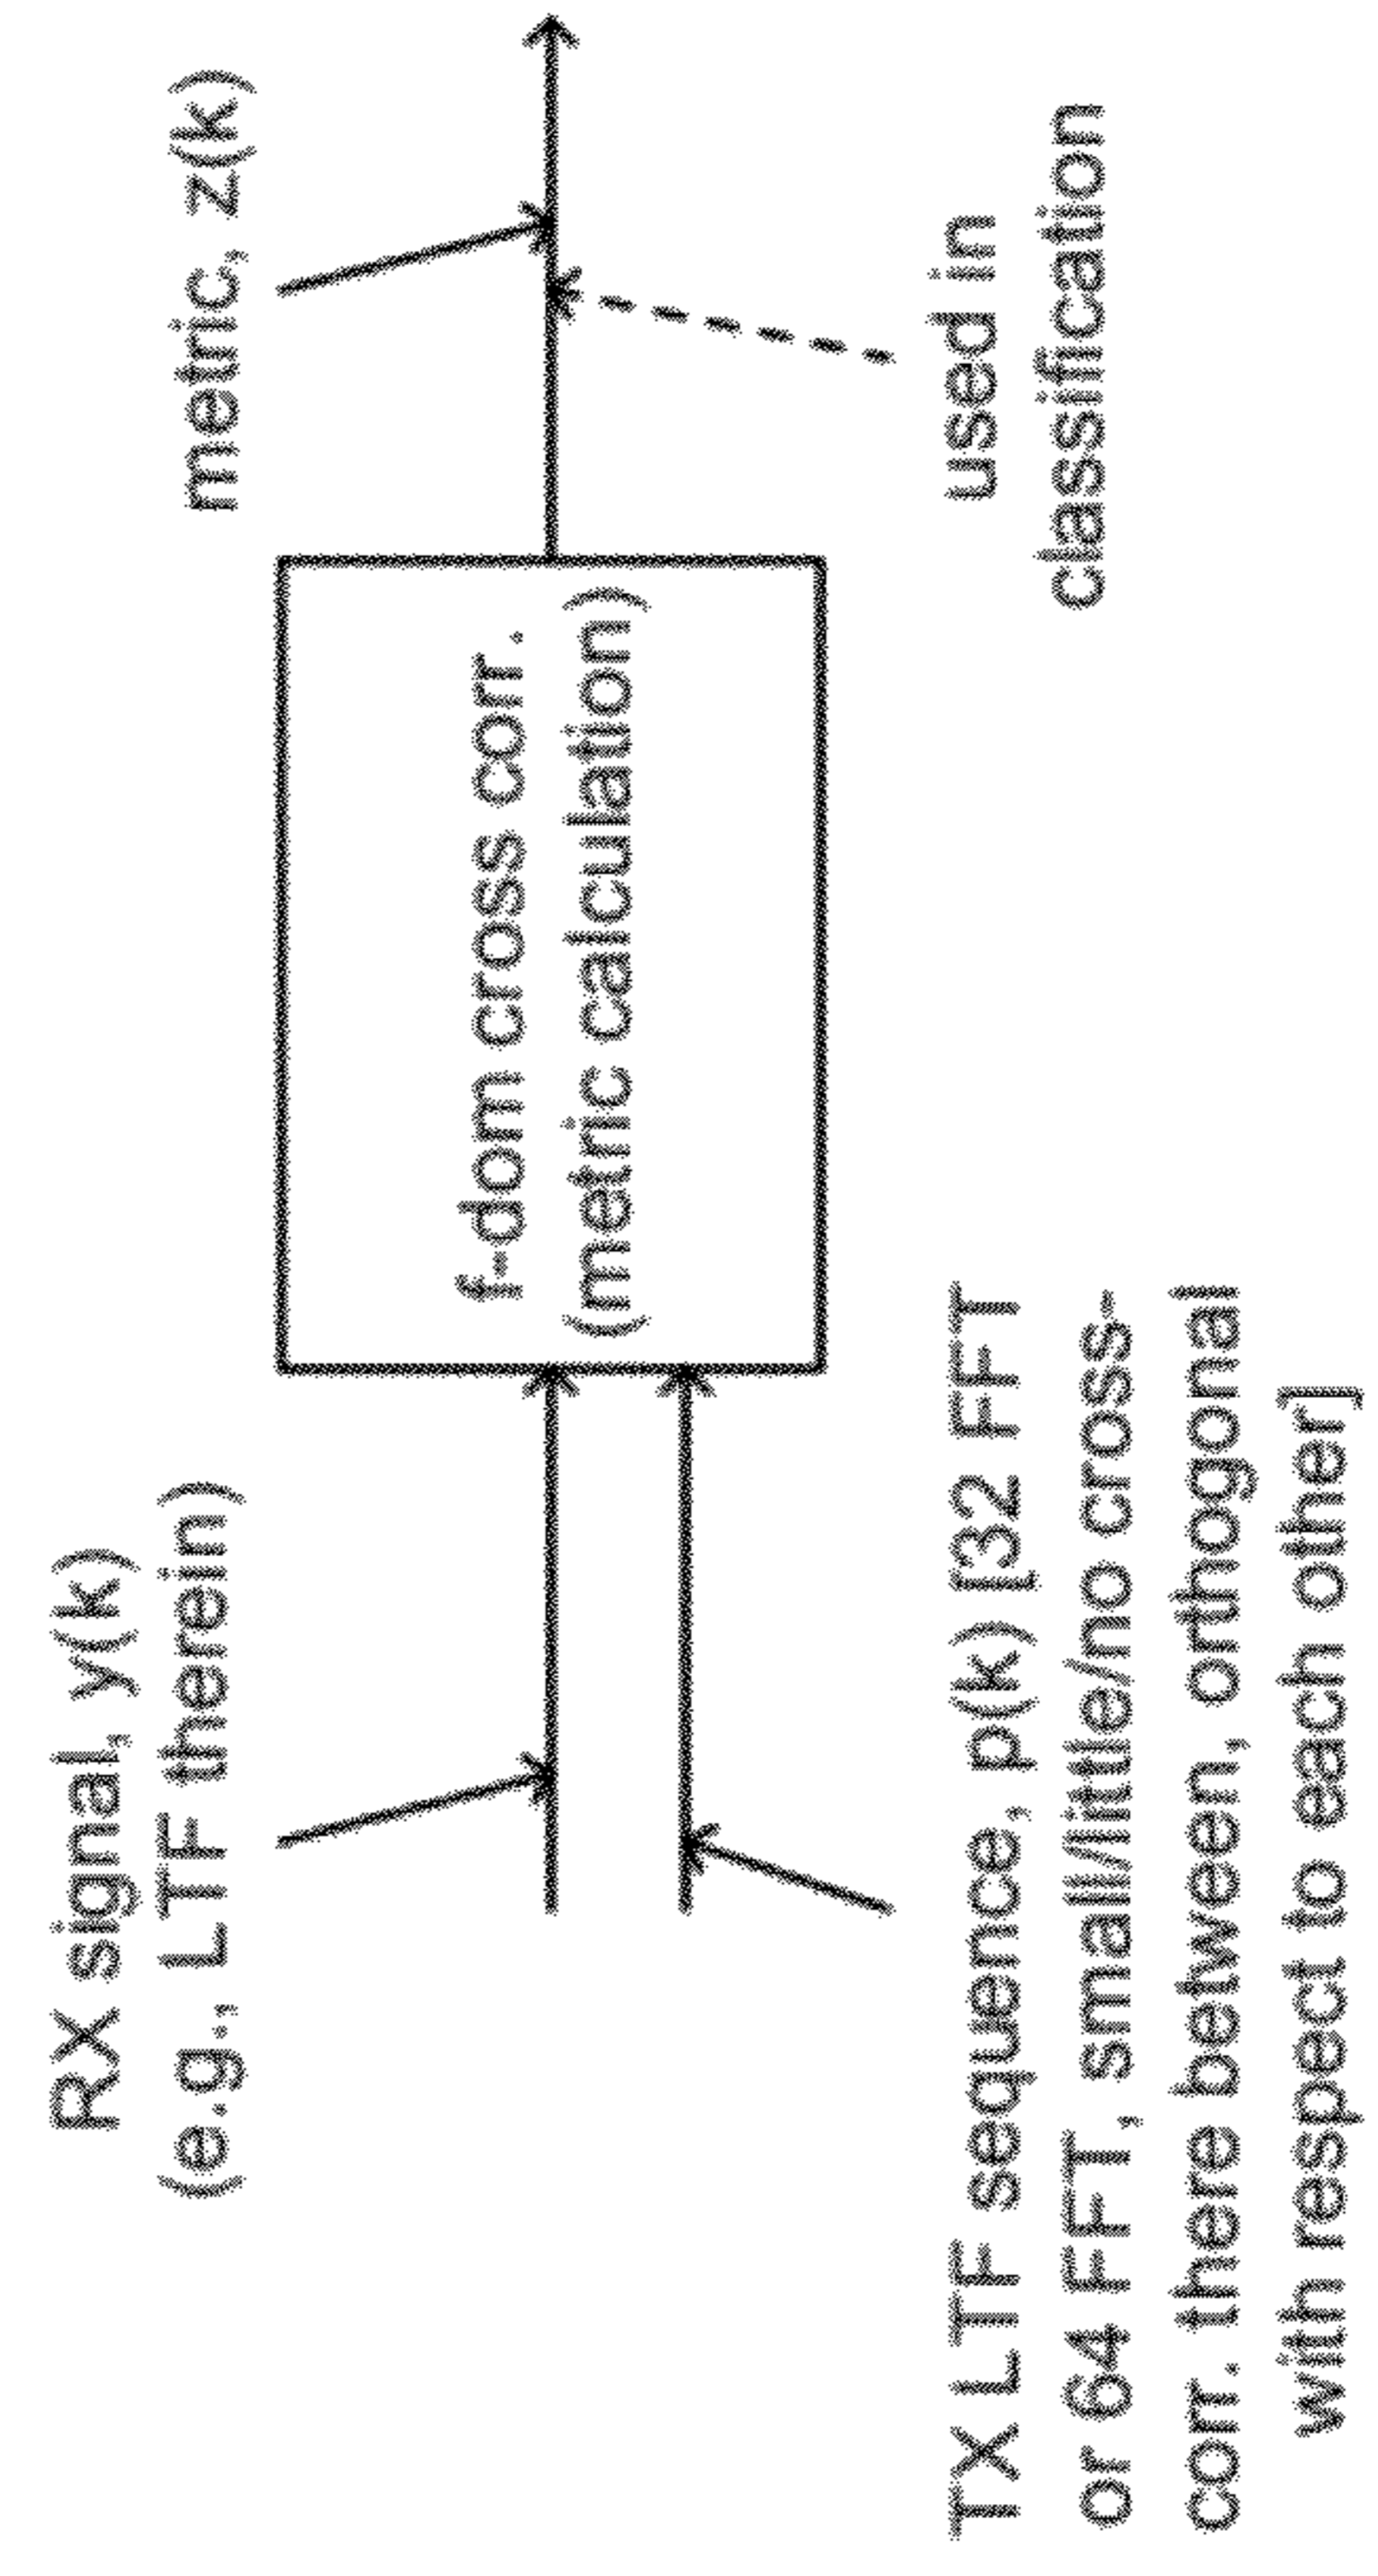 RX signal, y(k)
(e.g., LTF therein)
TX LTF sequence, p(k) [32 FFT
or 64 FFT, small/little/no cross-
corr. there between, orthogonal
with respect to each other]
f-dom cross corr.
(metric calculation)
metric, z(k)
used in
classification